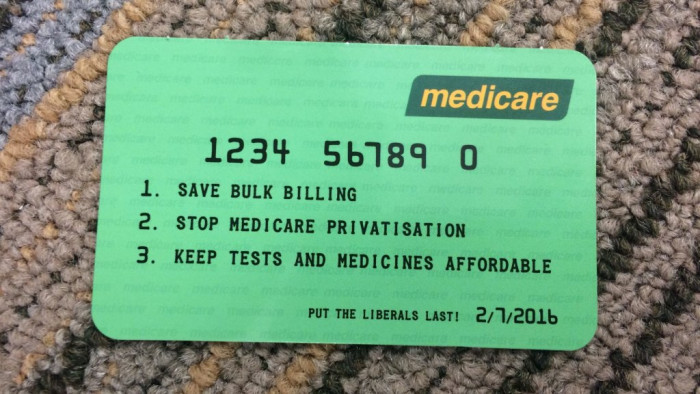 medicare
1234 56789 0
1. SAVE BULK BILLING
2. STOP MEDICARE PRIVATISATION
3. KEEP TESTS AND MEDICINES AFFORDABLE
PUT THE LIBERALS LAST! 2/7/2016